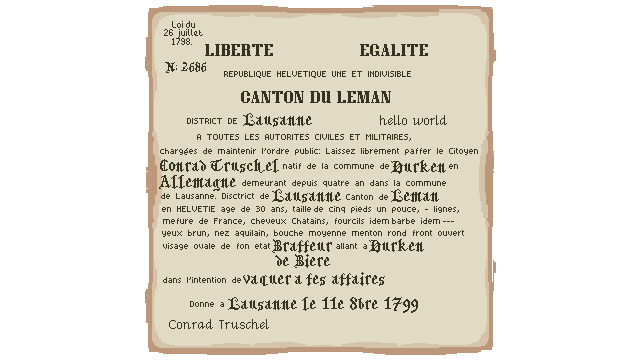 Loi du
26 juillet
1798.
LIBERTE EGALITE
N: 2686
REPUBLIQUE HELVETIQUE UNE ET INDIVISIBLE
CANTON DU LEMAN
DISTRICT DE Lausanne hello world
A TOUTES LES AUTORITES CIVILES ET MILITAIRES,
chargées de maintenir l'ordre public: Laissez librement paffer le Citoyen
Conrad Truschel natif de la commune de Durken en
Allemagne demeurant depuis quatre an dans la commune
de Lausanne. Disctrict de Lausanne Canton de Leman
en HELVETIE age de 30 ans, taille de cinq pieds un pouce, - lignes,
mefure de France, cheveux Chatains, fourcils idem barbe idem ---
yeux brun, nez aquilain, bouche moyenne menton rond front ouvert
visage ovale de fon etat Braffeur allant a Durken
de Biere
dans l'intention de vaquer a fes affaires
Donne a Lausanne le 11e 8bre 1799
Conrad Truschel